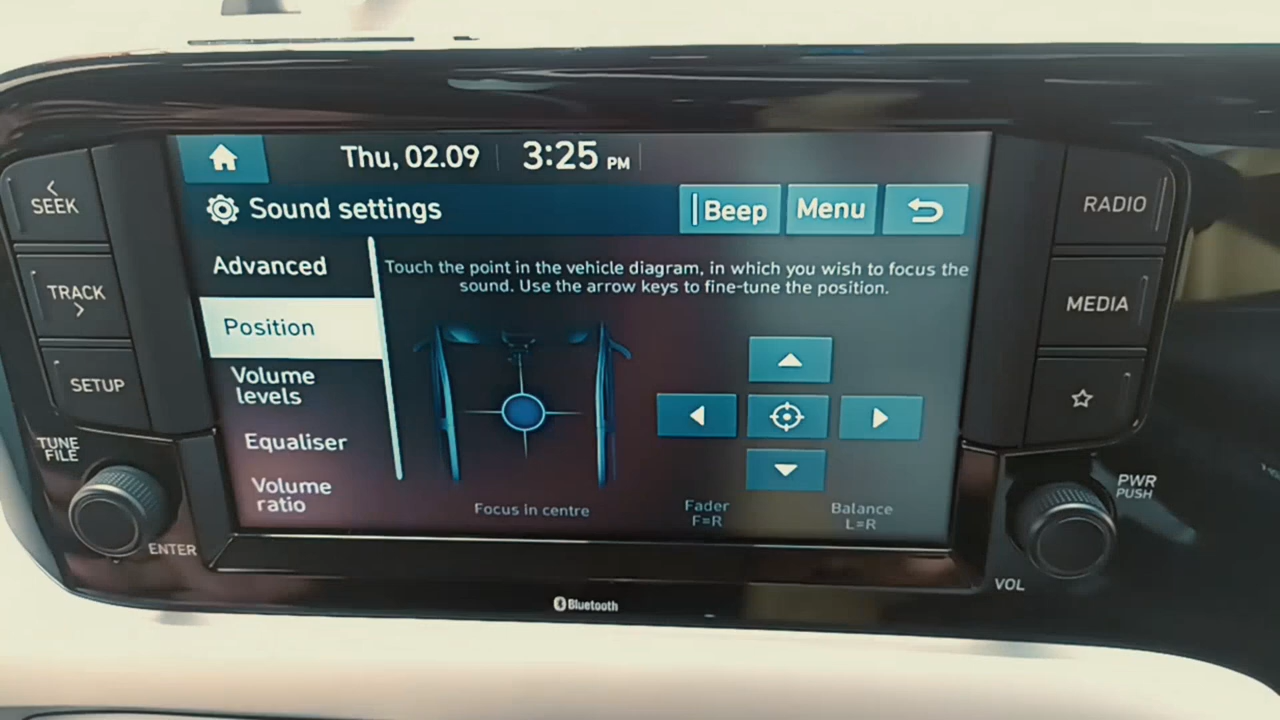 Thu, 02.09 3:25 PM
Sound settings
Beep
Menu
Advanced
Position
Volume
levels
Equaliser
Volume
ratio
Touch the point in the vehicle diagram, in which you wish to focus the
sound. Use the arrow keys to fine-tune the position.
Focus in centre
Fader
F=R
Balance
L=R
SEEK
TRACK
SETUP
TUNE
FILE
ENTER
RADIO
MEDIA
PWR
PUSH
VOL
Bluetooth